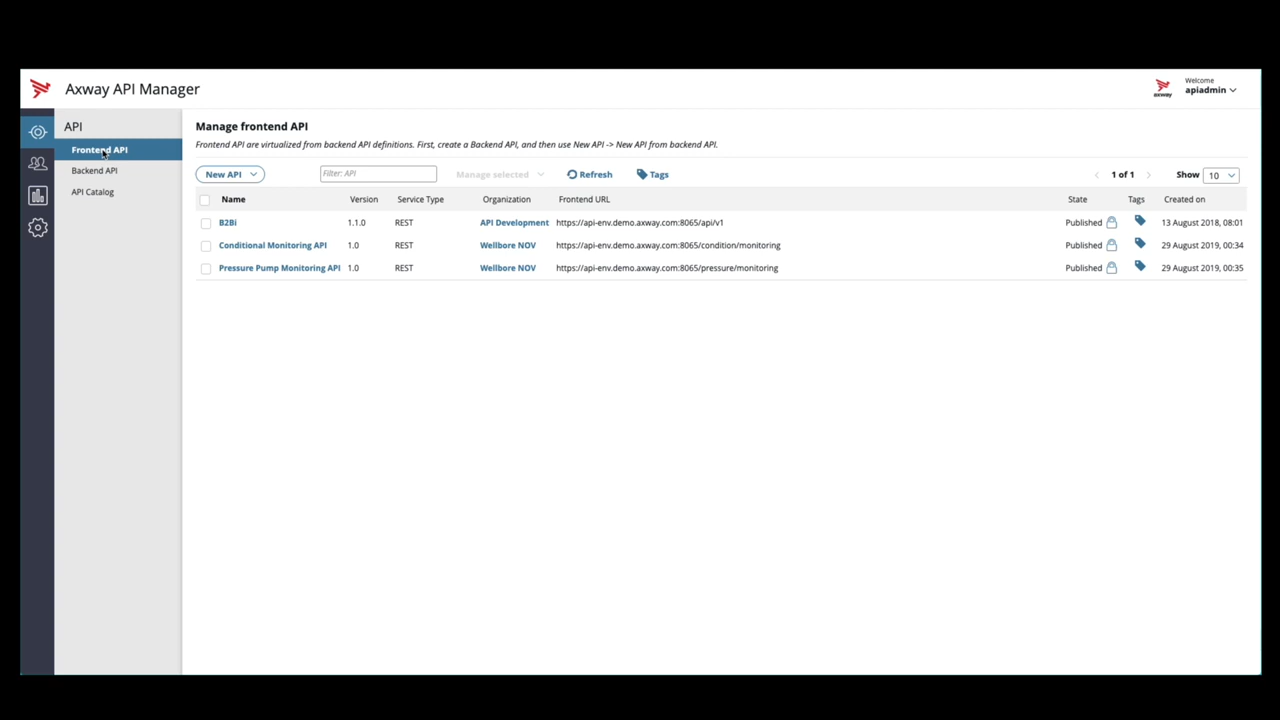 Axway API Manager
axway
Welcome
apiadmin
API
Frontend API
Backend API
API Catalog
Manage frontend API
Frontend API are virtualized from backend API definitions. First, create a Backend API, and then use New API -> New API from backend API.
New API Filter: API Manage selected Refresh Tags 1 of 1 Show 10
Name Version Service Type Organization Frontend URL State Tags Created on
B2Bi 1.1.0 REST API Development https://api-env.demo.axway.com:8065/api/v1 Published 13 August 2018, 08:01
Conditional Monitoring API 1.0 REST Wellbore NOV https://api-env.demo.axway.com:8065/condition/monitoring Published 29 August 2019, 00:34
Pressure Pump Monitoring API 1.0 REST Wellbore NOV https://api-env.demo.axway.com:8065/pressure/monitoring Published 29 August 2019, 00:35